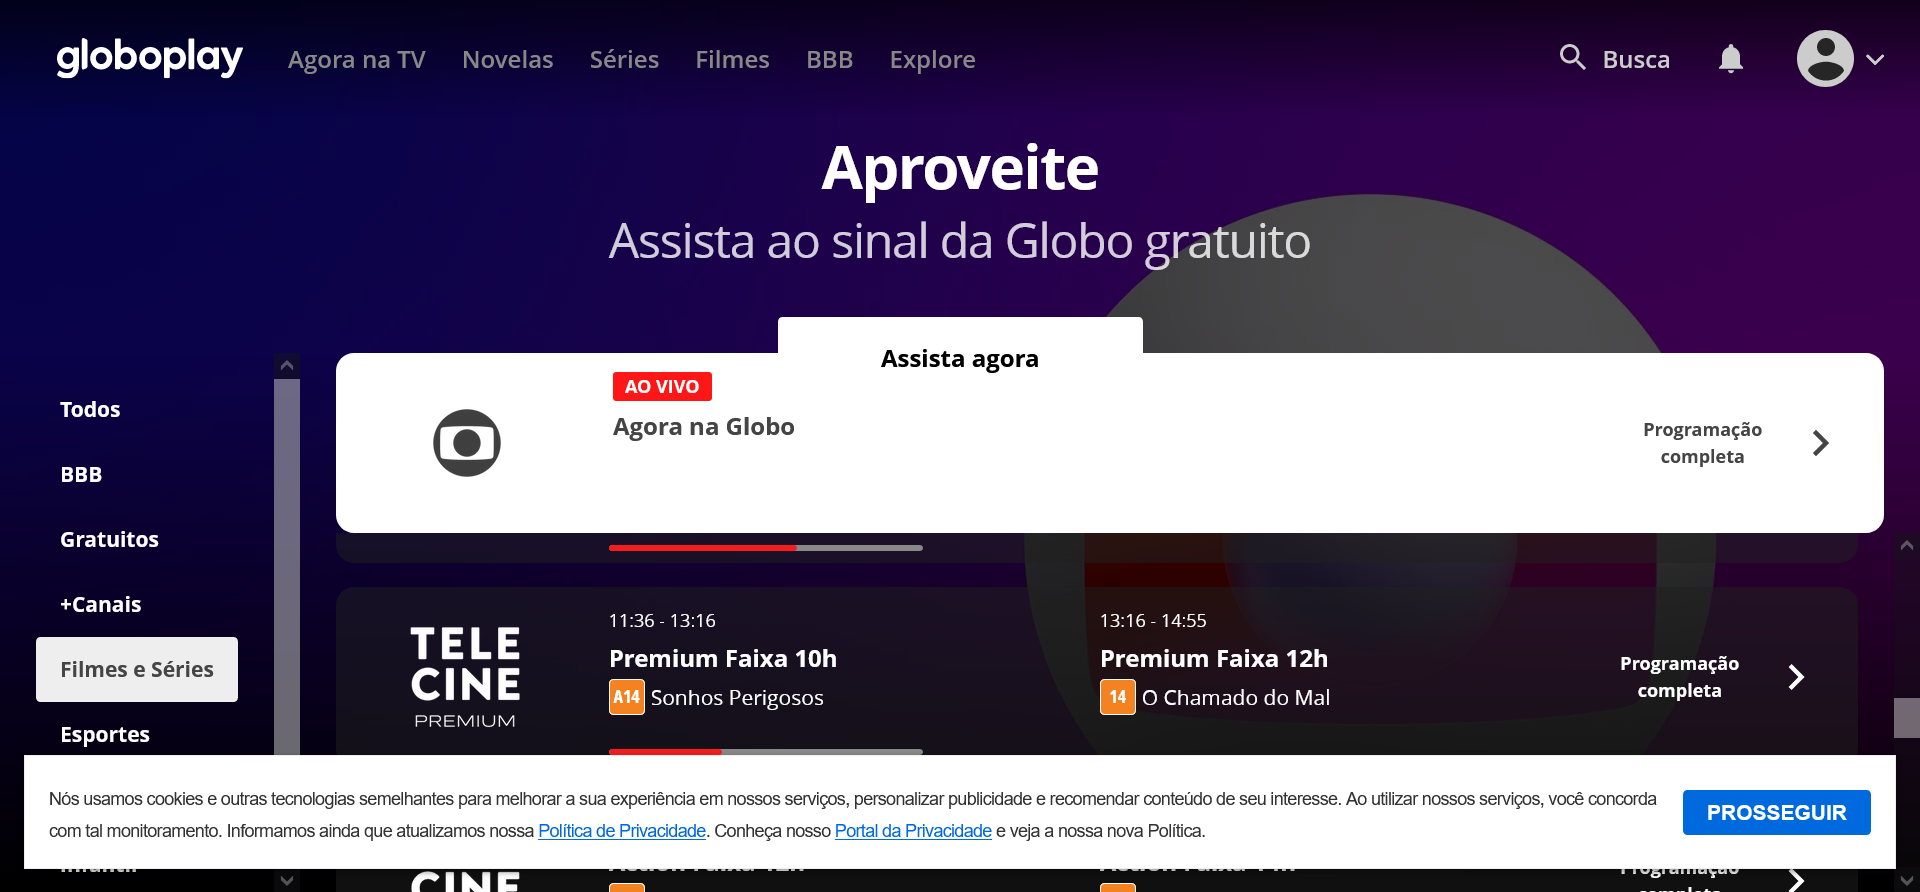 globoplay
Agora na TV
Novelas
Séries
Filmes
BBB
Explore
Busca
Aproveite
Assista ao sinal da Globo gratuito
Assista agora
AO VIVO
Agora na Globo
Programação
completa
Todos
BBB
Gratuitos
+Canais
Filmes e Séries
Esportes
TELE
CINE
PREMIUM
11:36 - 13:16
Premium Faixa 10h
A14 Sonhos Perigosos
13:16 - 14:55
Premium Faixa 12h
14 O Chamado do Mal
Programação
completa
Nós usamos cookies e outras tecnologias semelhantes para melhorar a sua experiência em nossos serviços, personalizar publicidade e recomendar conteúdo de seu interesse. Ao utilizar nossos serviços, você concorda
com tal monitoramento. Informamos ainda que atualizamos nossa Política de Privacidade. Conheça nosso Portal da Privacidade e veja a nossa nova Política.
PROSSEGUIR
CINE